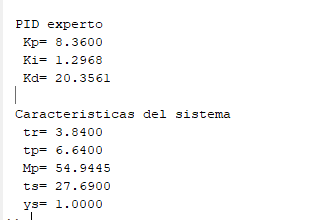 PID experto
Kp= 8.3600
Ki= 1.2968
Kd= 20.3561
Caracteristicas del sistema
tr= 3.8400
tp= 6.6400
Mp= 54.9445
ts= 27.6900
ys= 1.0000